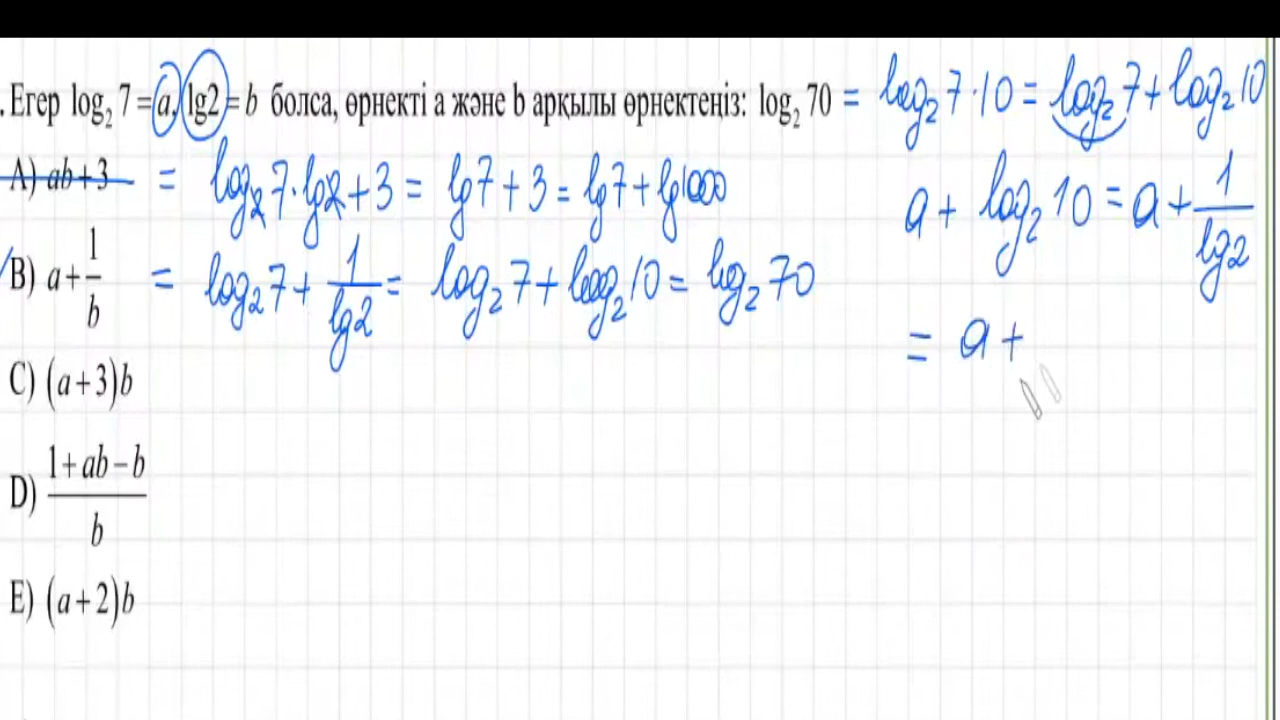 . Егер log₂ 7 = a, lg2 = b болса, өрнекті a және b арқылы өрнектеңіз: log₂ 70 = log₂ 7·10 = log₂ 7 + log₂ 10
A) ab+3 = log₂ 7·lg2 + 3 = lg7 + 3 = lg7 + lg1000
a + log₂ 10 = a + 1/lg2
B) a + 1/b = log₂ 7 + 1/lg2 = log₂ 7 + log₂ 10 = log₂ 70
= a +
C) (a+3)b
D) (1+ab−b)/b
E) (a+2)b